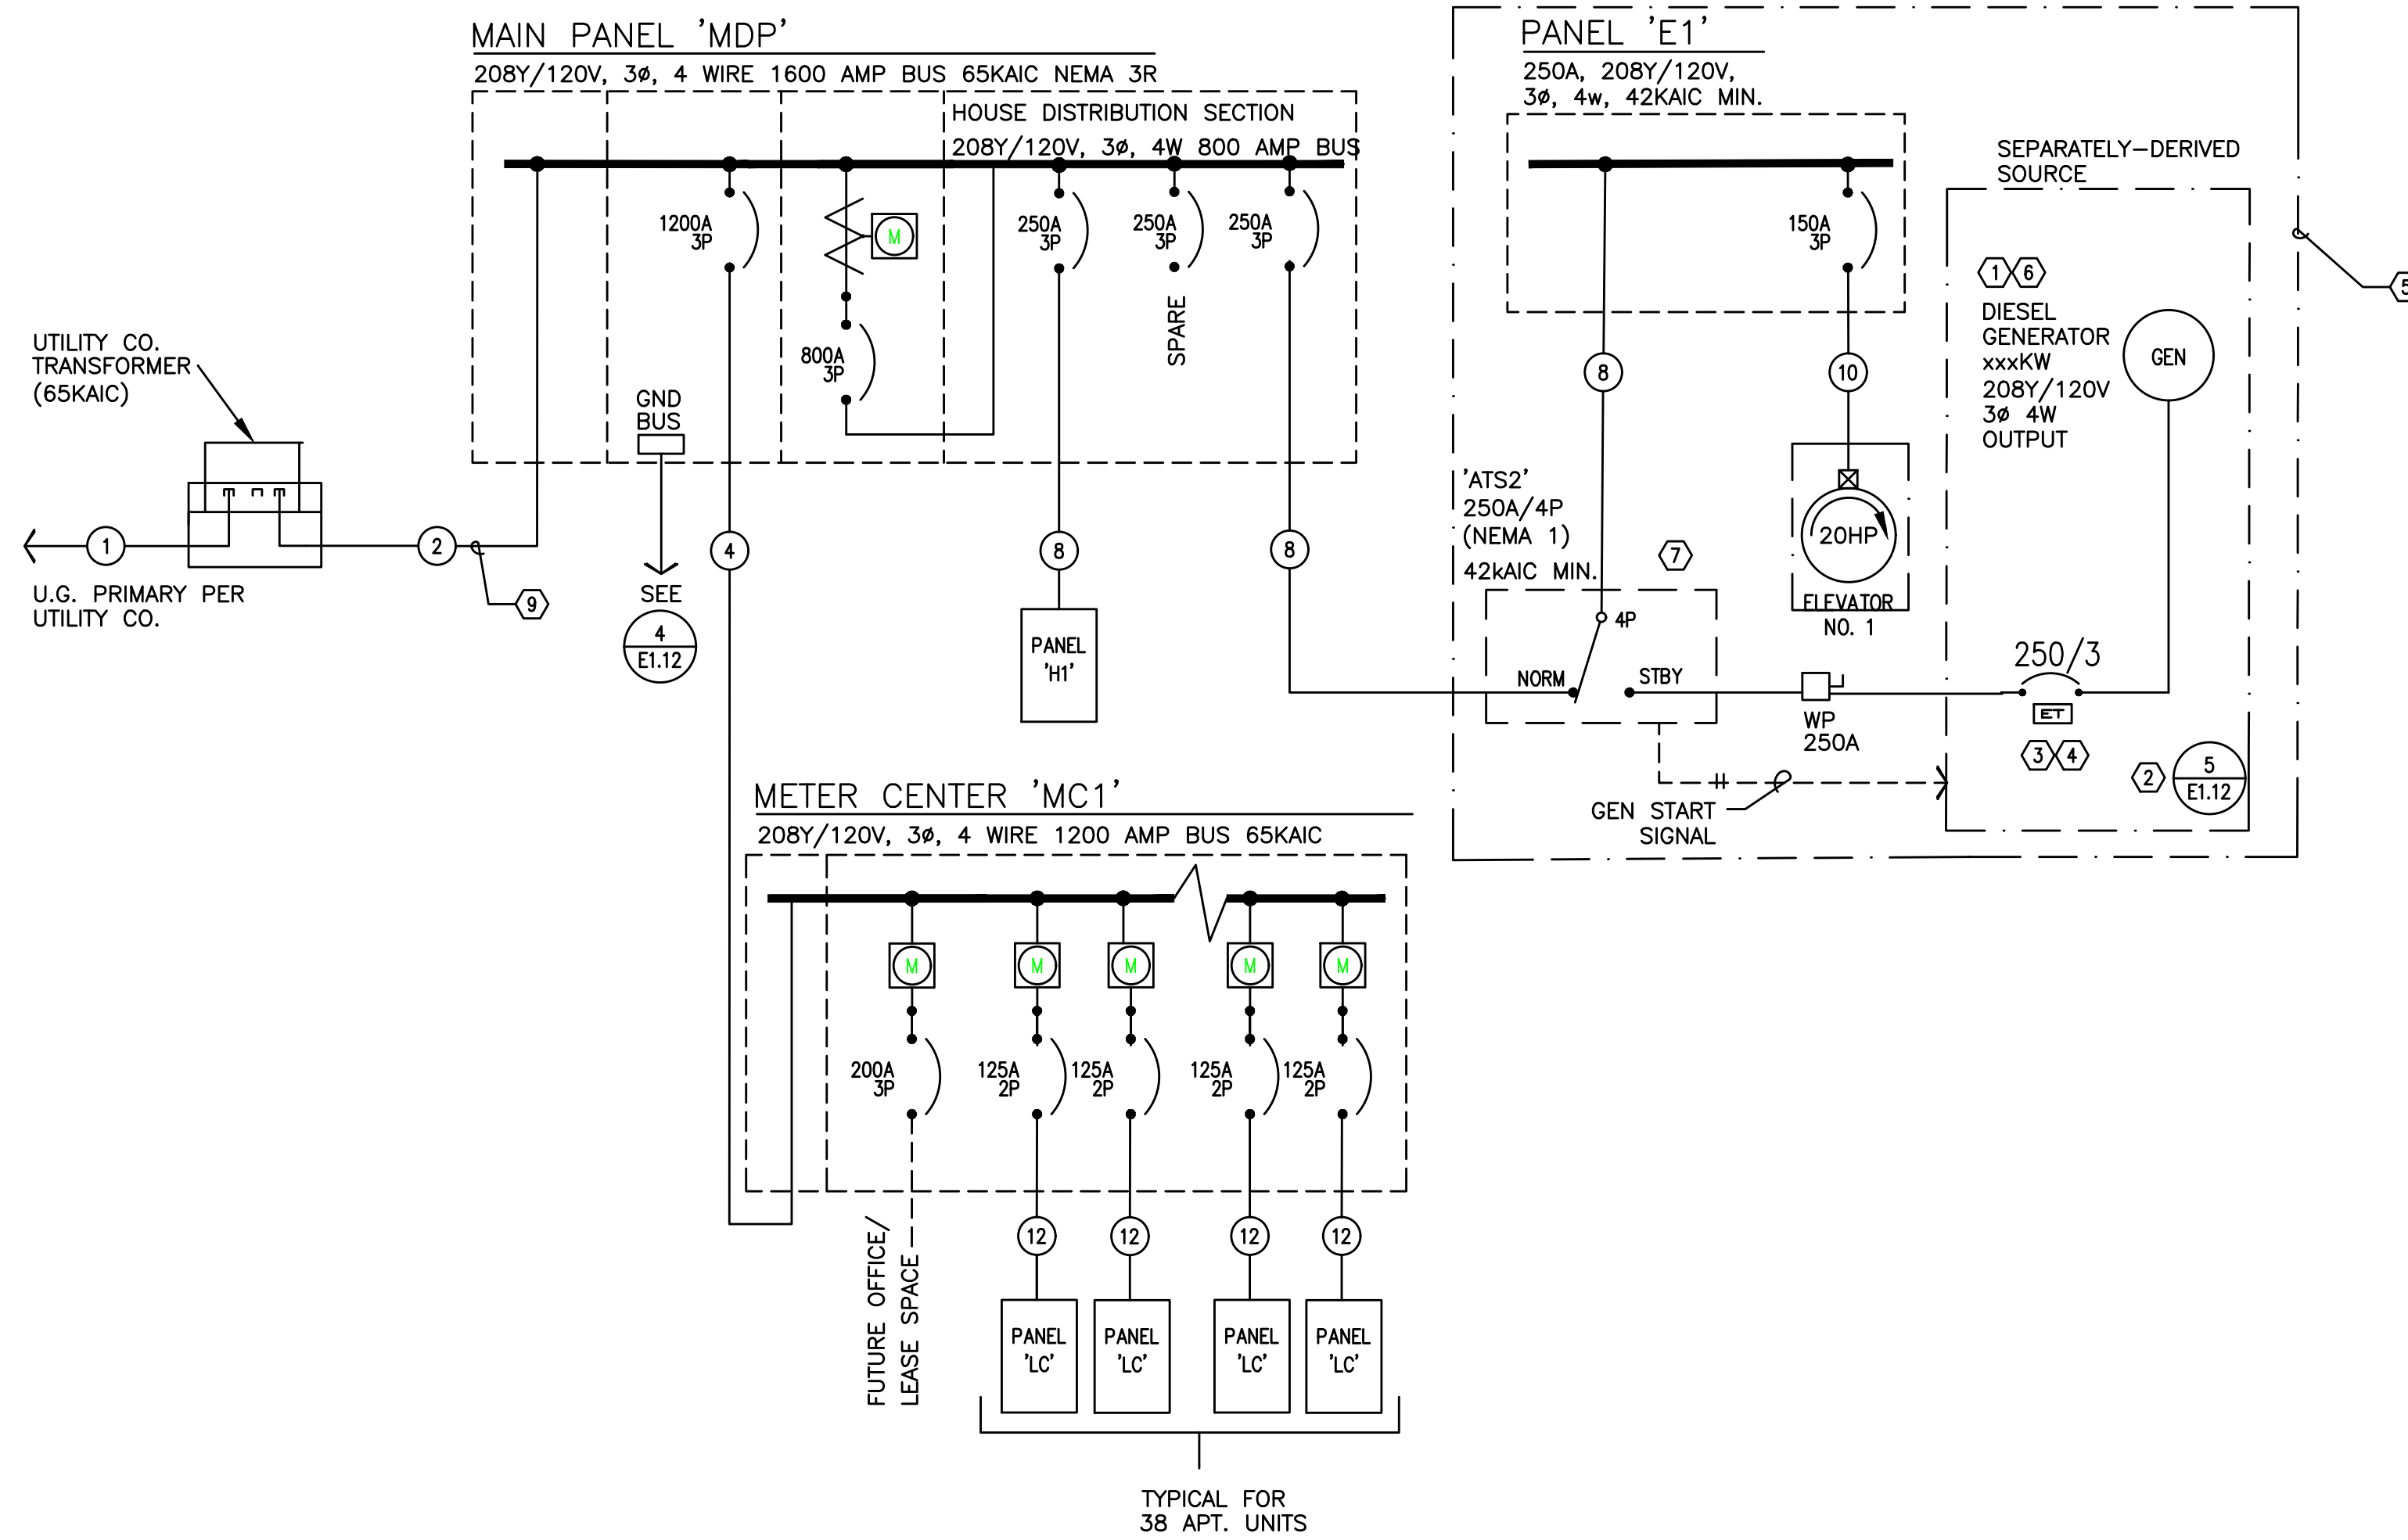 MAIN PANEL 'MDP'
208Y/120V, 3ø, 4 WIRE 1600 AMP BUS 65KAIC NEMA 3R
HOUSE DISTRIBUTION SECTION
208Y/120V, 3ø, 4W 800 AMP BUS
1200A
3P
M
800A
3P
250A
3P
250A
3P
SPARE
250A
3P
GND
BUS
SEE
4
E1.12
UTILITY CO.
TRANSFORMER
(65KAIC)
1
2
9
U.G. PRIMARY PER
UTILITY CO.
4
8
8
PANEL
'H1'
PANEL 'E1'
250A, 208Y/120V,
3ø, 4w, 42KAIC MIN.
150A
3P
8
10
SEPARATELY-DERIVED
SOURCE
5
1
6
DIESEL
GENERATOR
xxxKW
208Y/120V
3ø 4W
OUTPUT
GEN
'ATS2'
250A/4P
(NEMA 1)
42kAIC MIN.
7
20HP
ELEVATOR
NO. 1
4P
NORM
STBY
WP
250A
250/3
ET
3
4
2
5
E1.12
GEN START
SIGNAL
METER CENTER 'MC1'
208Y/120V, 3ø, 4 WIRE 1200 AMP BUS 65KAIC
M
M
M
M
M
200A
3P
125A
2P
125A
2P
125A
2P
125A
2P
FUTURE OFFICE/
LEASE SPACE
12
12
12
12
PANEL
'LC'
PANEL
'LC'
PANEL
'LC'
PANEL
'LC'
TYPICAL FOR
38 APT. UNITS